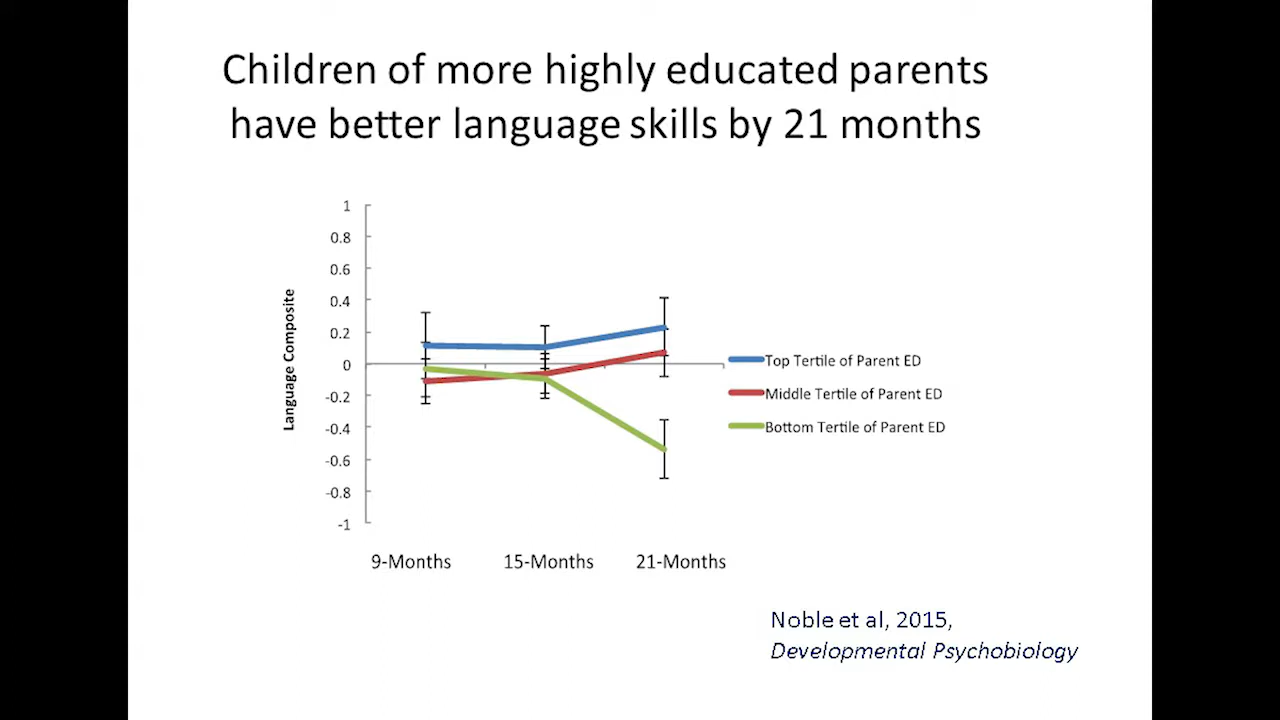 Children of more highly educated parents
have better language skills by 21 months
Language Composite
1
0.8
0.6
0.4
0.2
0
-0.2
-0.4
-0.6
-0.8
-1
9-Months 15-Months 21-Months
Top Tertile of Parent ED
Middle Tertile of Parent ED
Bottom Tertile of Parent ED
Noble et al, 2015,
Developmental Psychobiology